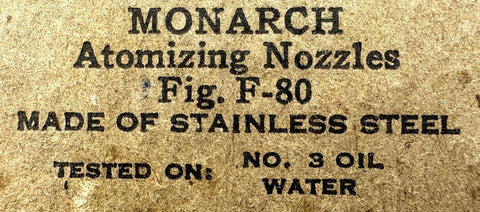 MONARCH
Atomizing Nozzles
Fig. F-80
MADE OF STAINLESS STEEL
TESTED ON: NO. 3 OIL
WATER